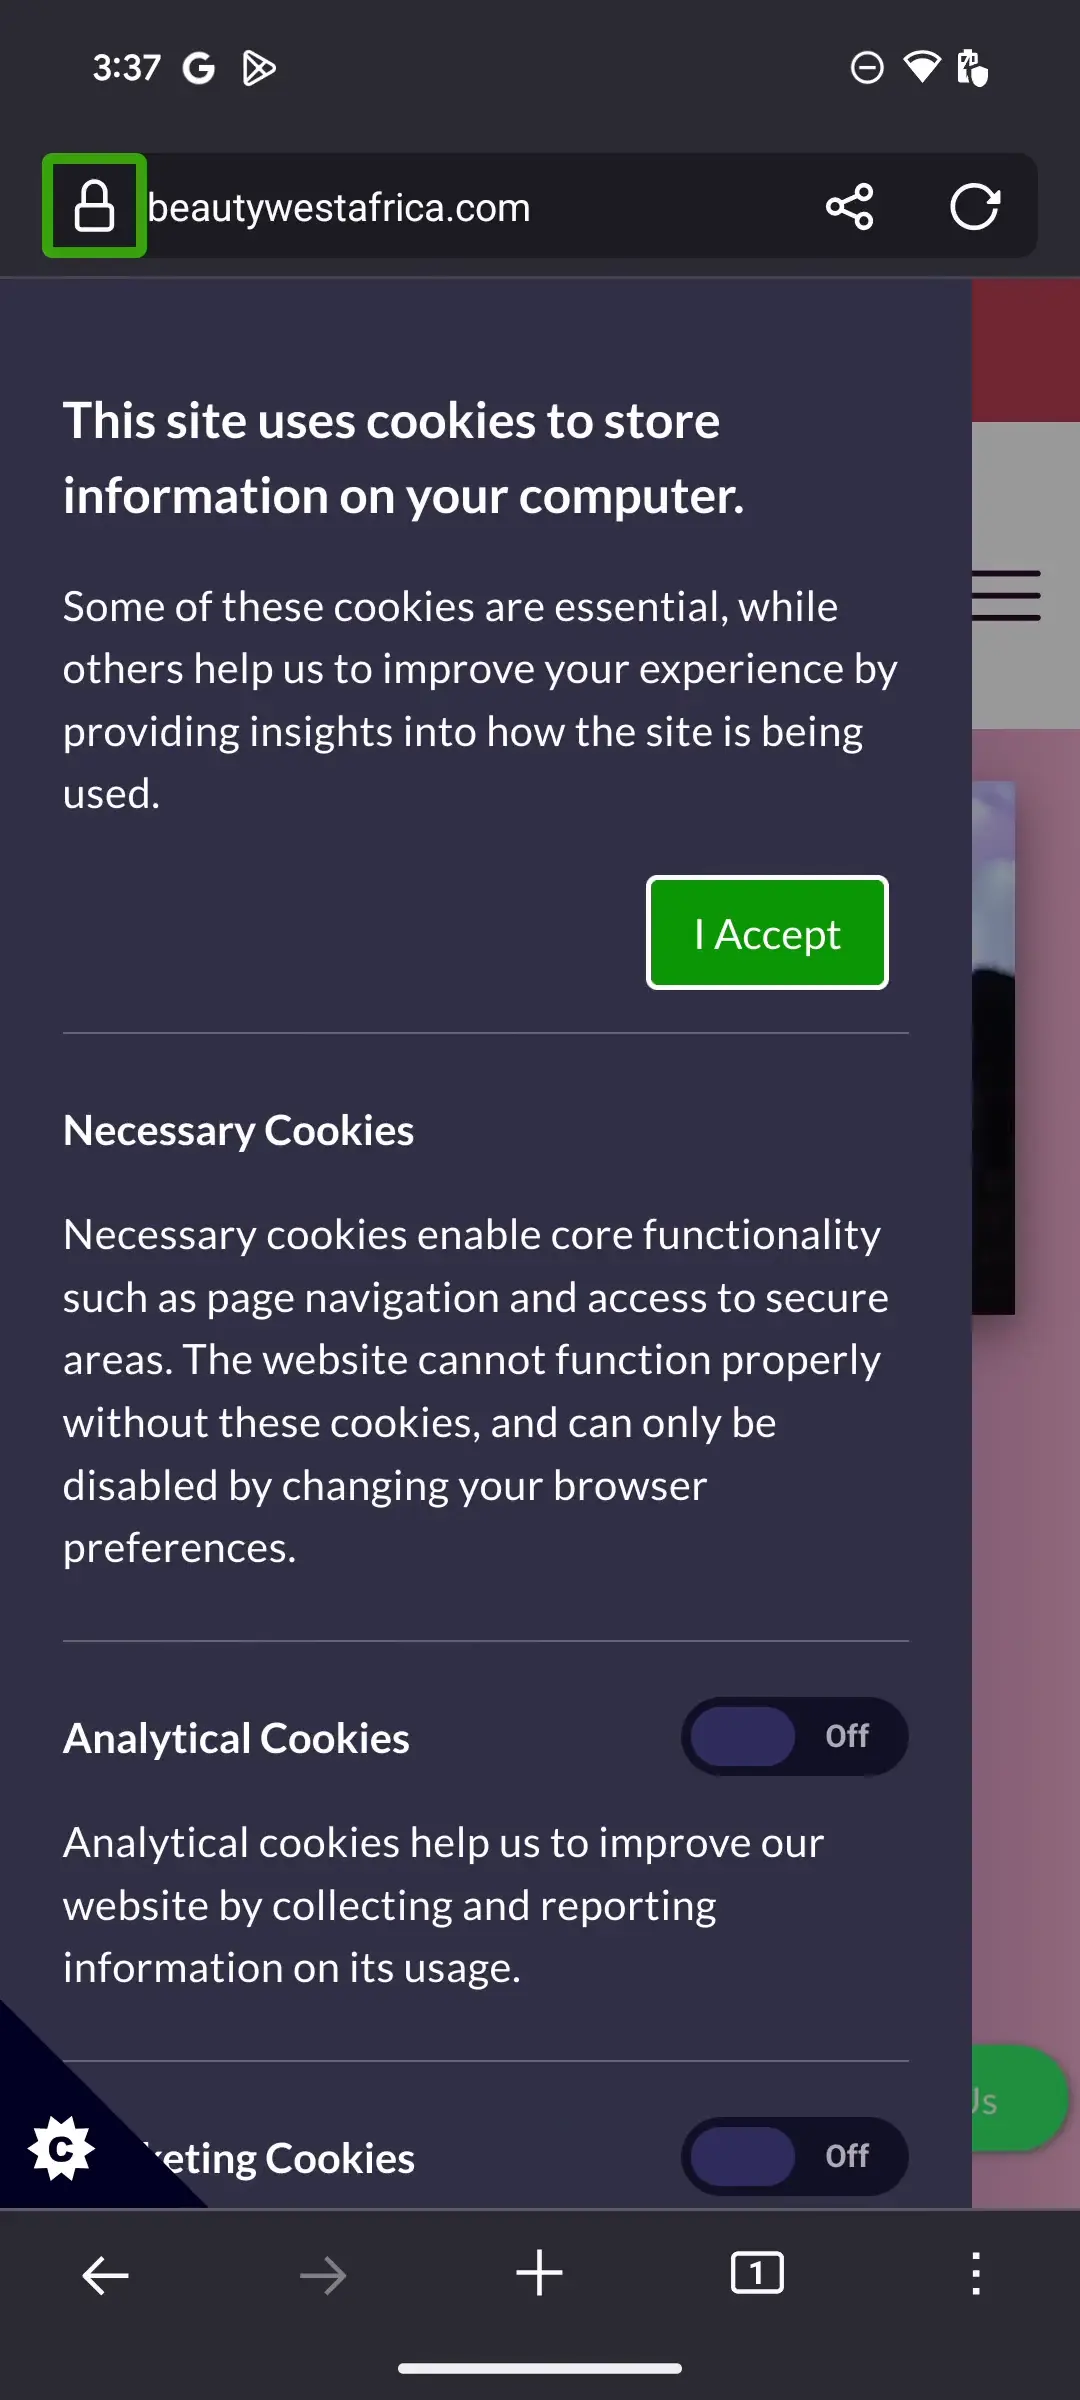 3:37
beautywestafrica.com
This site uses cookies to store
information on your computer.
Some of these cookies are essential, while
others help us to improve your experience by
providing insights into how the site is being
used.
I Accept
Necessary Cookies
Necessary cookies enable core functionality
such as page navigation and access to secure
areas. The website cannot function properly
without these cookies, and can only be
disabled by changing your browser
preferences.
Analytical Cookies
Off
Analytical cookies help us to improve our
website by collecting and reporting
information on its usage.
Us
C
keting Cookies
Off
1